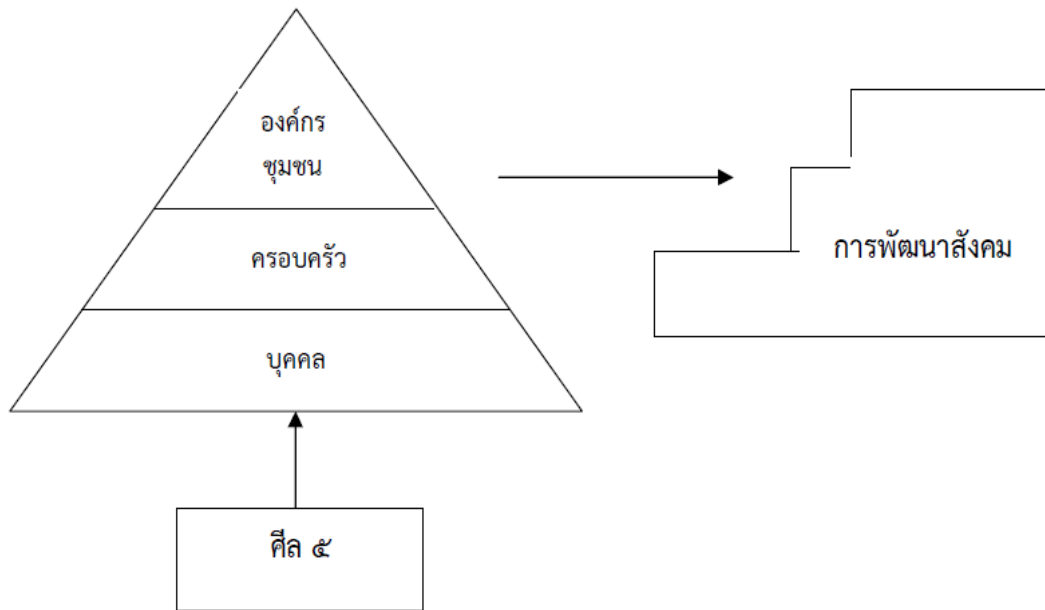 องค์กร
ชุมชน
ครอบครัว
การพัฒนาสังคม
บุคคล
ศีล ๕